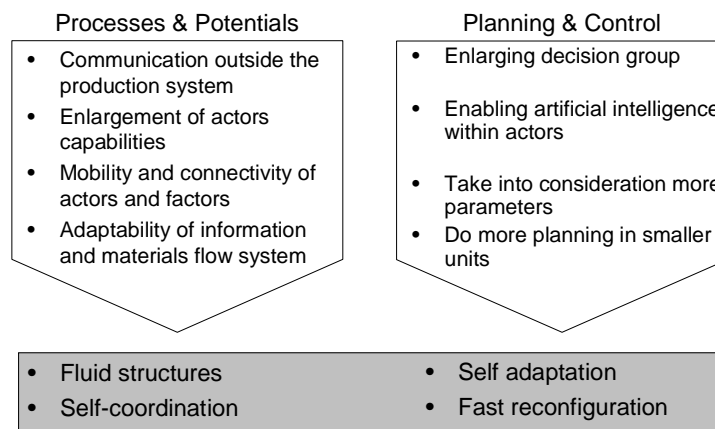 Processes & Potentials
• Communication outside the
production system
• Enlargement of actors
capabilities
• Mobility and connectivity of
actors and factors
• Adaptability of information
and materials flow system
Planning & Control
• Enlarging decision group
• Enabling artificial intelligence
within actors
• Take into consideration more
parameters
• Do more planning in smaller
units
• Fluid structures
• Self-coordination
• Self adaptation
• Fast reconfiguration